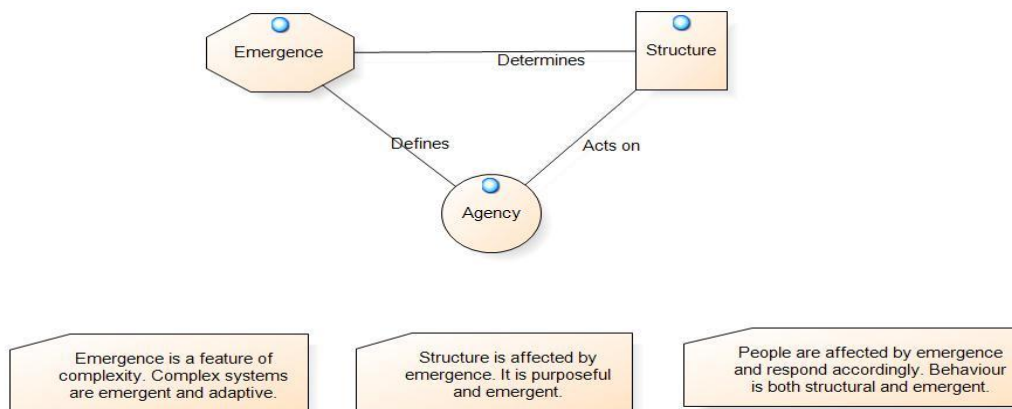 Emergence
Structure
Determines
Defines
Acts on
Agency
Emergence is a feature of
complexity. Complex systems
are emergent and adaptive.
Structure is affected by
emergence. It is purposeful
and emergent.
People are affected by emergence
and respond accordingly. Behaviour
is both structural and emergent.